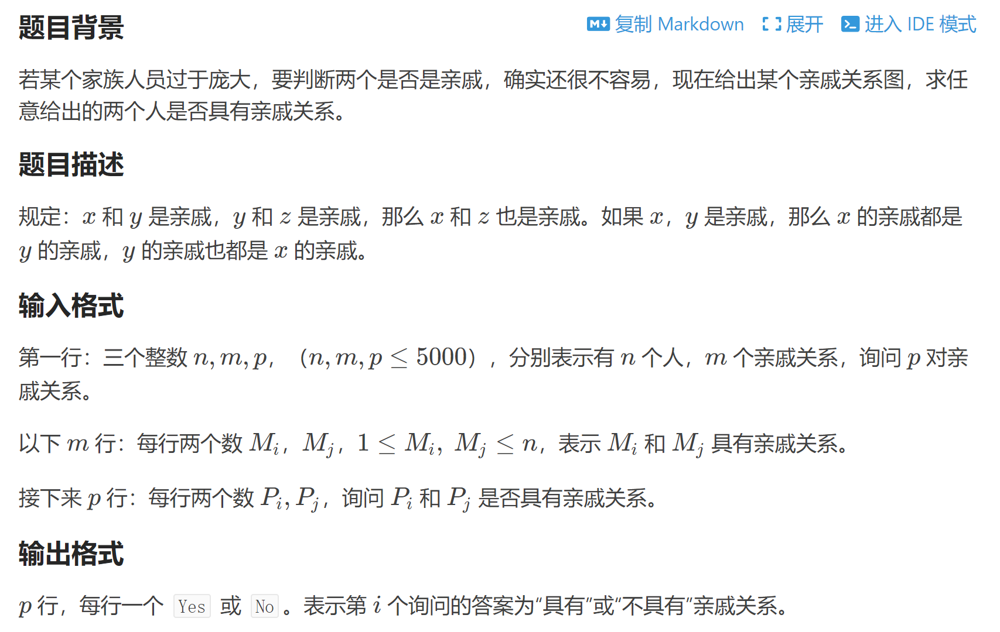 题目背景
复制 Markdown 展开 进入 IDE 模式
若某个家族人员过于庞大，要判断两个是否是亲戚，确实还很不容易，现在给出某个亲戚关系图，求任
意给出的两个人是否具有亲戚关系。
题目描述
规定：x 和 y 是亲戚，y 和 z 是亲戚，那么 x 和 z 也是亲戚。如果 x，y 是亲戚，那么 x 的亲戚都是
y 的亲戚，y 的亲戚也都是 x 的亲戚。
输入格式
第一行：三个整数 n, m, p，（n, m, p ≤ 5000），分别表示有 n 个人，m 个亲戚关系，询问 p 对亲
戚关系。
以下 m 行：每行两个数 M_i，M_j，1 ≤ M_i, M_j ≤ n，表示 M_i 和 M_j 具有亲戚关系。
接下来 p 行：每行两个数 P_i, P_j，询问 P_i 和 P_j 是否具有亲戚关系。
输出格式
p 行，每行一个 Yes 或 No。表示第 i 个询问的答案为“具有”或“不具有”亲戚关系。